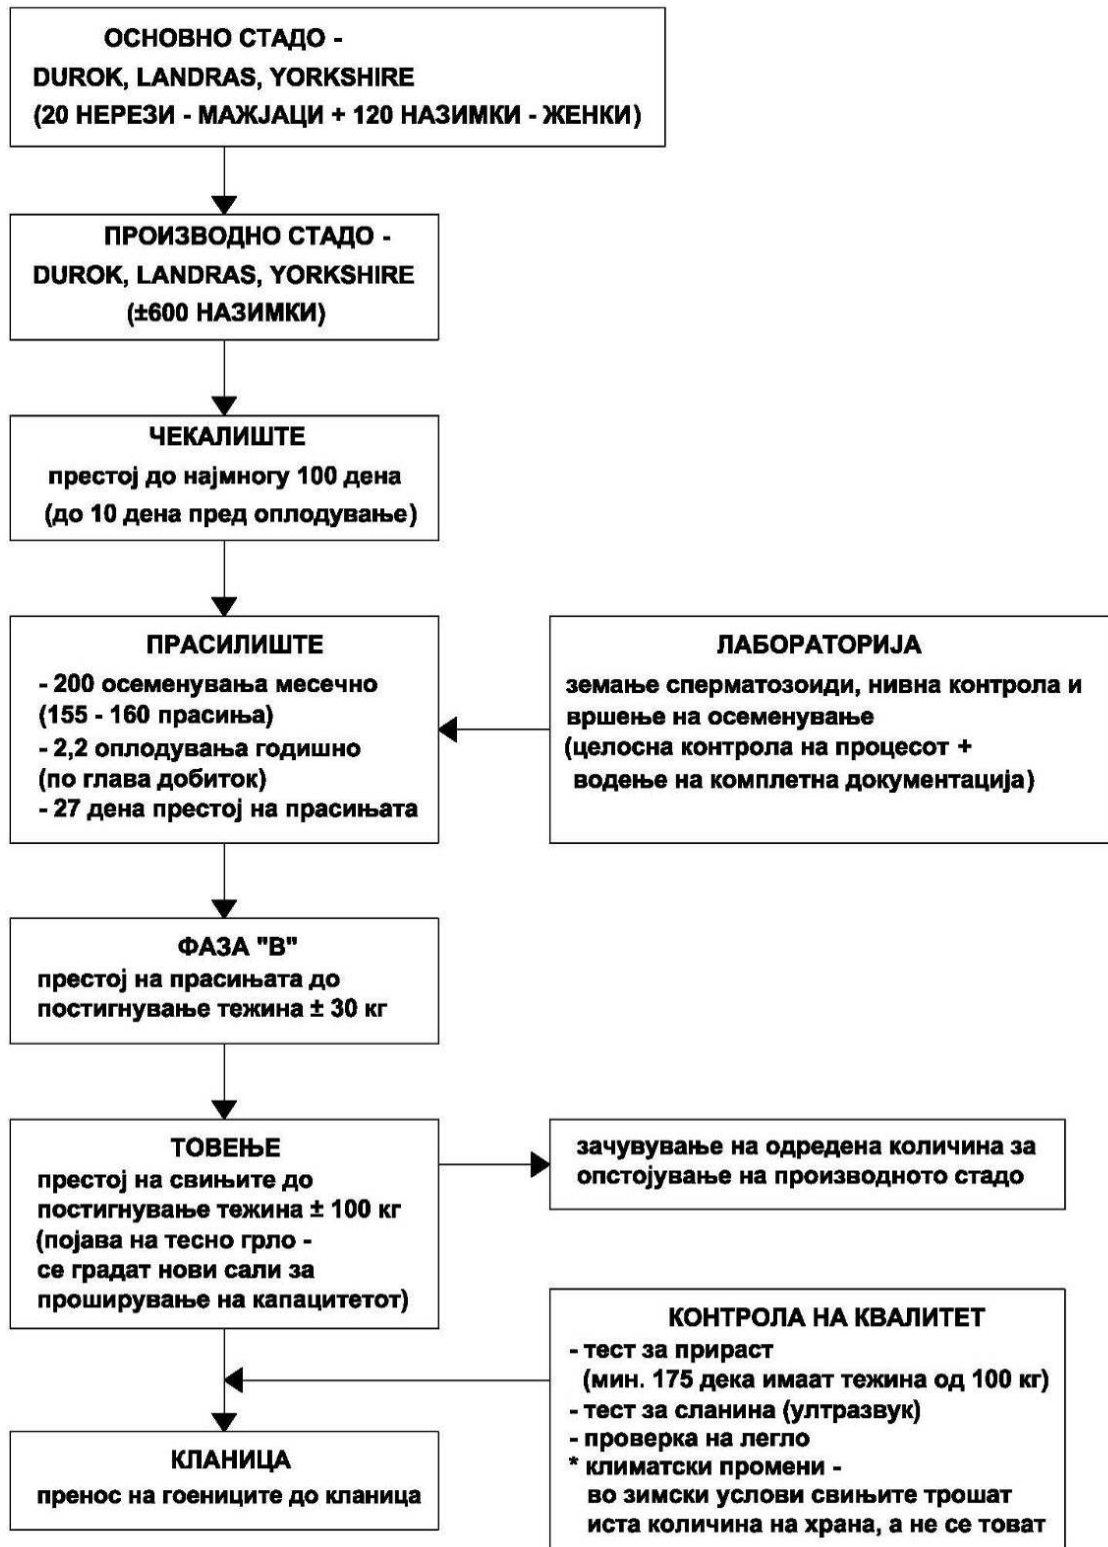 ОСНОВНО СТАДО -
DUROK, LANDRAS, YORKSHIRE
(20 НЕРЕЗИ - МАЖЈАЦИ + 120 НАЗИМКИ - ЖЕНКИ)
ПРОИЗВОДНО СТАДО -
DUROK, LANDRAS, YORKSHIRE
(±600 НАЗИМКИ)
ЧЕКАЛИШТЕ
престој до најмногу 100 дена
(до 10 дена пред оплодување)
ПРАСИЛИШТЕ
- 200 осеменувања месечно
(155 - 160 прасиња)
- 2,2 оплодувања годишно
(по глава добиток)
- 27 дена престој на прасињата
ЛАБОРАТОРИЈА
земање сперматозоиди, нивна контрола и
вршење на осеменување
(целосна контрола на процесот +
водење на комплетна документација)
ФАЗА "В"
престој на прасињата до
постигнување тежина ± 30 кг
ТОВЕЊЕ
престој на свињите до
постигнување тежина ± 100 кг
(појава на тесно грло -
се градат нови сали за
проширување на капацитетот)
зачувување на одредена количина за
опстојување на производното стадо
КОНТРОЛА НА КВАЛИТЕТ
- тест за прираст
(мин. 175 дека имаат тежина од 100 кг)
- тест за сланина (ултразвук)
- проверка на легло
* климатски промени -
во зимски услови свињите трошат
иста количина на храна, а не се товат
КЛАНИЦА
пренос на гоениците до кланица